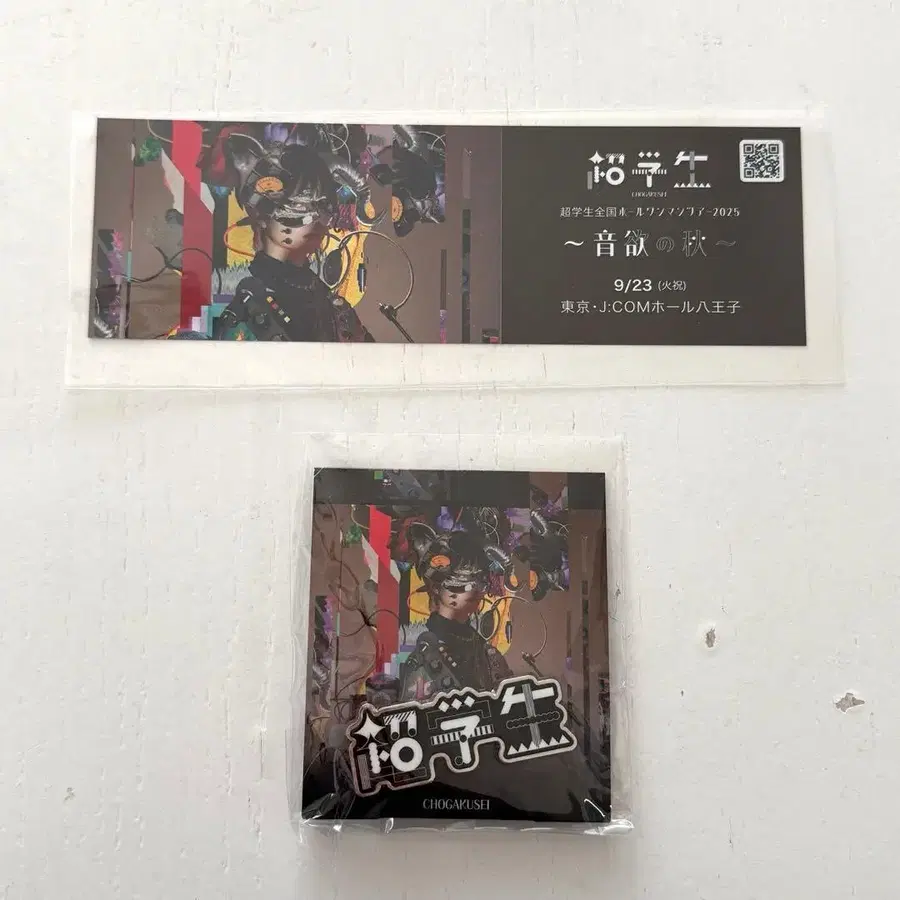 超学生
CHOGAKUSEI
超学生全国ホールワンマンツアー2025
～音欲の秋～
9/23 (火祝)
東京・J:COMホール八王子
超学生
CHOGAKUSEI